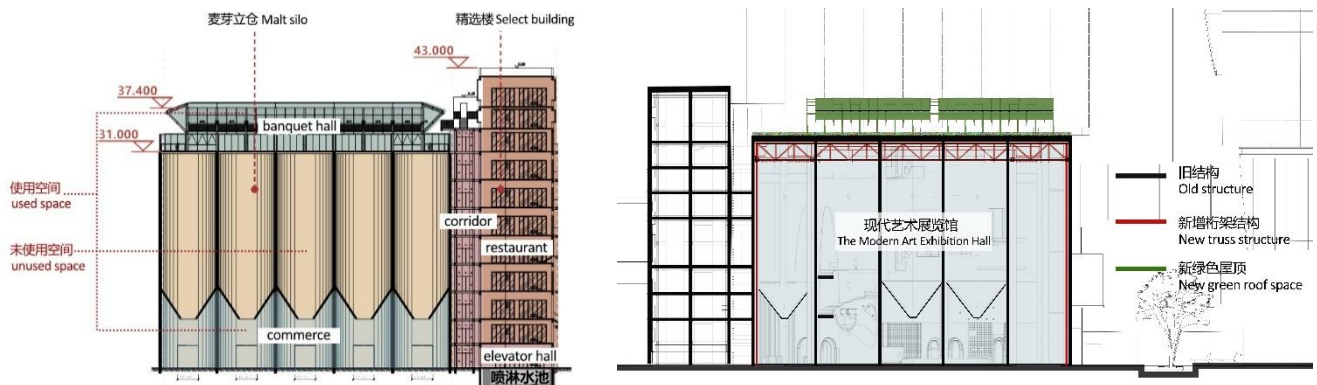 麦芽立仓 Malt silo
精选楼 Select building
43.000
37.400
banquet hall
31.000
使用空间
used space
corridor
未使用空间
unused space
restaurant
commerce
elevator hall
喷淋水池
现代艺术展览馆
The Modern Art Exhibition Hall
旧结构
Old structure
新增桁架结构
New truss structure
新绿色屋顶
New green roof space